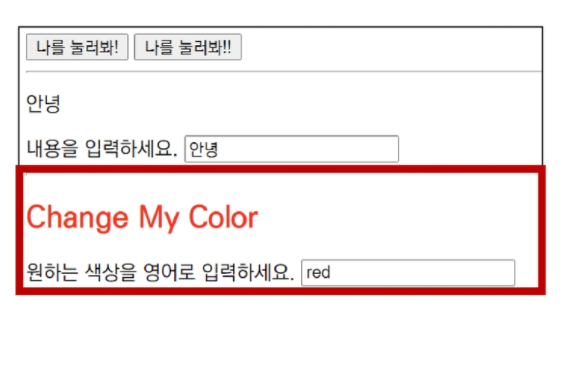 나를 눌러봐! 나를 눌러봐!!
안녕
내용을 입력하세요. 안녕
Change My Color
원하는 색상을 영어로 입력하세요. red